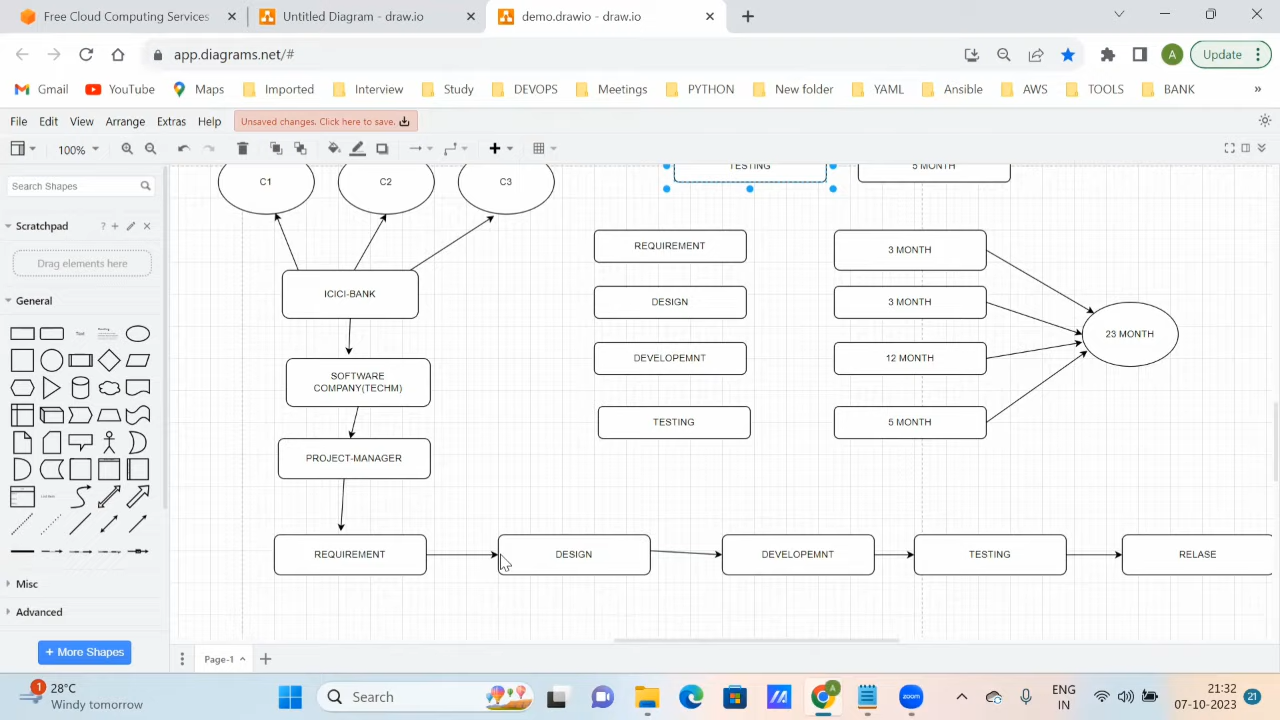 Free Cloud Computing Services
Untitled Diagram - draw.io
demo.drawio - draw.io
app.diagrams.net/#
A
Update
Gmail
YouTube
Maps
Imported
Interview
Study
DEVOPS
Meetings
PYTHON
New folder
YAML
Ansible
AWS
TOOLS
BANK
»
File
Edit
View
Arrange
Extras
Help
Unsaved changes. Click here to save.
100%
Search Shapes
Scratchpad
?
Drag elements here
General
Text
Misc
Advanced
+ More Shapes
C1
C2
C3
TESTING
5 MONTH
ICICI-BANK
SOFTWARE
COMPANY(TECHM)
PROJECT-MANAGER
REQUIREMENT
DESIGN
DEVELOPEMNT
TESTING
3 MONTH
3 MONTH
12 MONTH
5 MONTH
23 MONTH
REQUIREMENT
DESIGN
DEVELOPEMNT
TESTING
RELASE
Page-1
1
28°C
Windy tomorrow
Search
A
zoom
ENG
IN
21:32
07-10-2023
21